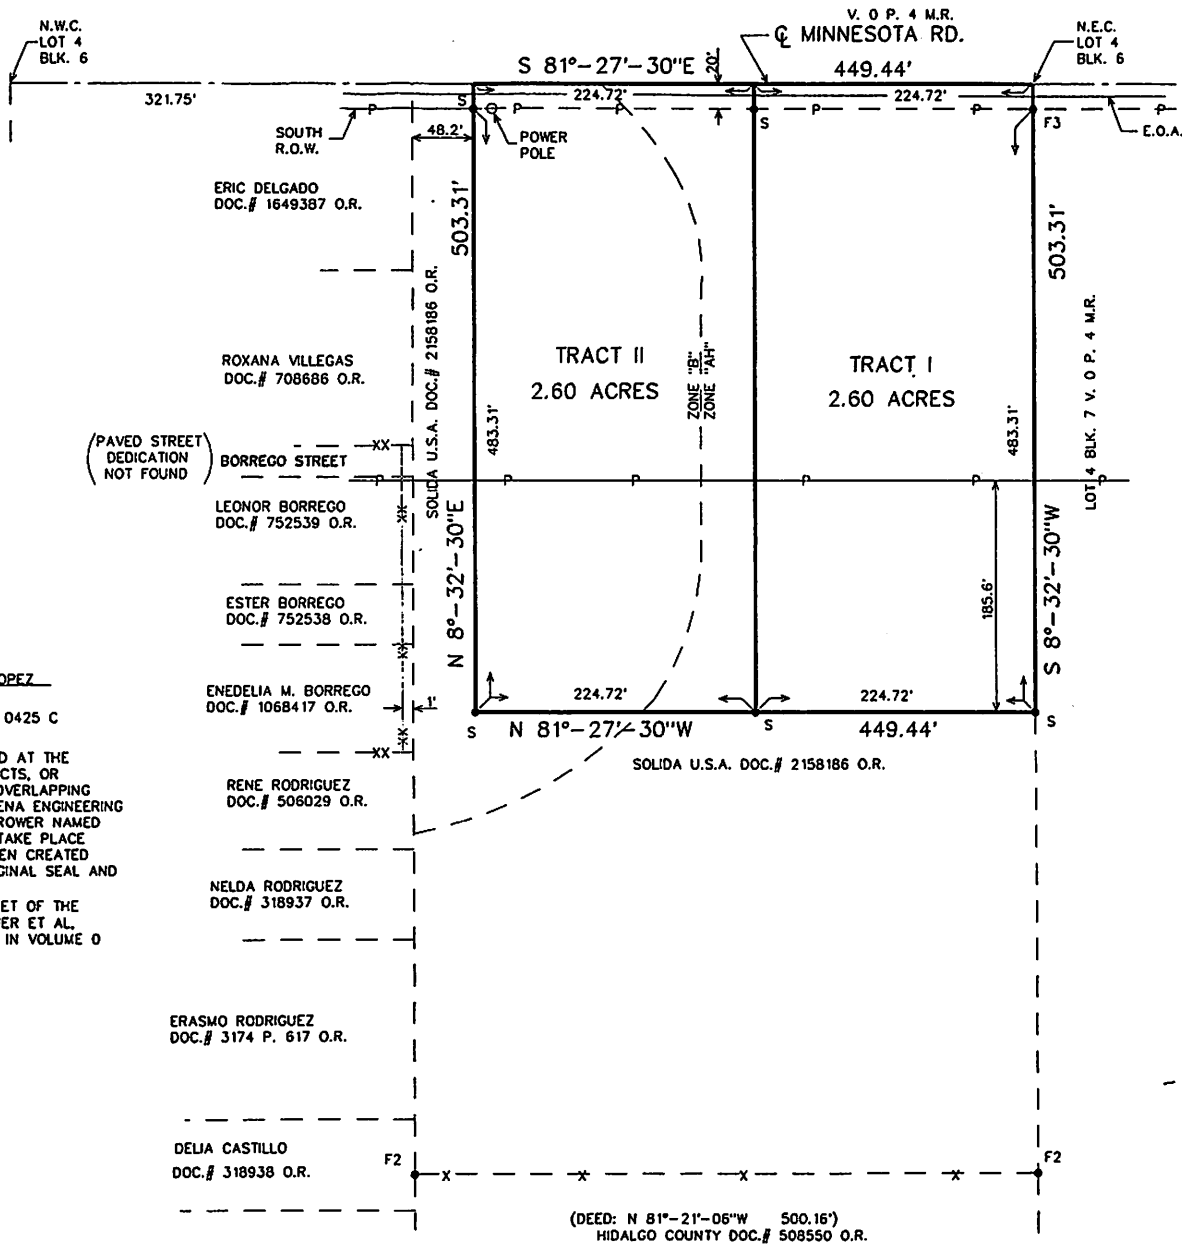 N.W.C.
LOT 4
BLK. 6
V. O P. 4 M.R.
℄ MINNESOTA RD.
N.E.C.
LOT 4
BLK. 6
S 81°-27'-30"E
20'
449.44'
321.75'
224.72'
224.72'
S
P
P
P
P
P
P
S
F3
E.O.A.
SOUTH
R.O.W.
48.2'
POWER
POLE
ERIC DELGADO
DOC.# 1649387 O.R.
503.31'
503.31'
SOLIDA U.S.A. DOC.# 2158186 O.R.
LOT 4 BLK. 7 V. O P. 4 M.R.
ROXANA VILLEGAS
DOC.# 708686 O.R.
TRACT II
2.60 ACRES
ZONE "B"
ZONE "AH"
TRACT I
2.60 ACRES
483.31'
483.31'
(PAVED STREET
DEDICATION
NOT FOUND)
XX
BORREGO STREET
P
P
P
P
P
P
LEONOR BORREGO
DOC.# 752539 O.R.
XX
N 8°-32'-30"E
S 8°-32'-30"W
185.6'
ESTER BORREGO
DOC.# 752538 O.R.
XX
OPEZ
0425 C
ENEDELIA M. BORREGO
DOC.# 1068417 O.R.
1'
224.72'
224.72'
S
N 81°-27'-30"W
S
449.44'
S
XX
XX
SOLIDA U.S.A. DOC.# 2158186 O.R.
D AT THE
CTS, OR
OVERLAPPING
ENA ENGINEERING
ROWER NAMED
TAKE PLACE
EN CREATED
GINAL SEAL AND
RENE RODRIGUEZ
DOC.# 506029 O.R.
NELDA RODRIGUEZ
DOC.# 318937 O.R.
ET OF THE
ER ET AL,
IN VOLUME O
ERASMO RODRIGUEZ
DOC.# 3174 P. 617 O.R.
DELIA CASTILLO
DOC.# 318938 O.R.
F2
X
X
X
X
F2
(DEED: N 81°-21'-06"W 500.16')
HIDALGO COUNTY DOC.# 508550 O.R.